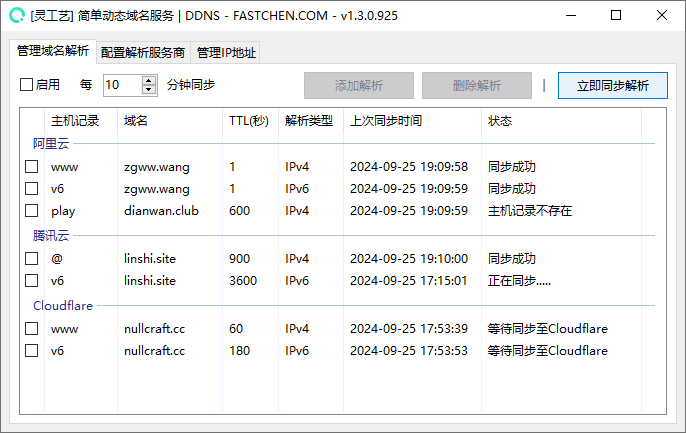 [灵工艺] 简单动态域名服务 | DDNS - FASTCHEN.COM - v1.3.0.925
管理域名解析 配置解析服务商 管理IP地址
启用 每 10 分钟同步 添加解析 删除解析 | 立即同步解析
主机记录 域名 TTL(秒) 解析类型 上次同步时间 状态
阿里云
www zgww.wang 1 IPv4 2024-09-25 19:09:58 同步成功
v6 zgww.wang 1 IPv6 2024-09-25 19:09:59 同步成功
play dianwan.club 600 IPv4 2024-09-25 19:09:59 主机记录不存在
腾讯云
@ linshi.site 900 IPv4 2024-09-25 19:10:00 同步成功
v6 linshi.site 3600 IPv6 2024-09-25 17:15:01 正在同步.....
Cloudflare
www nullcraft.cc 60 IPv4 2024-09-25 17:53:39 等待同步至Cloudflare
v6 nullcraft.cc 180 IPv6 2024-09-25 17:53:53 等待同步至Cloudflare